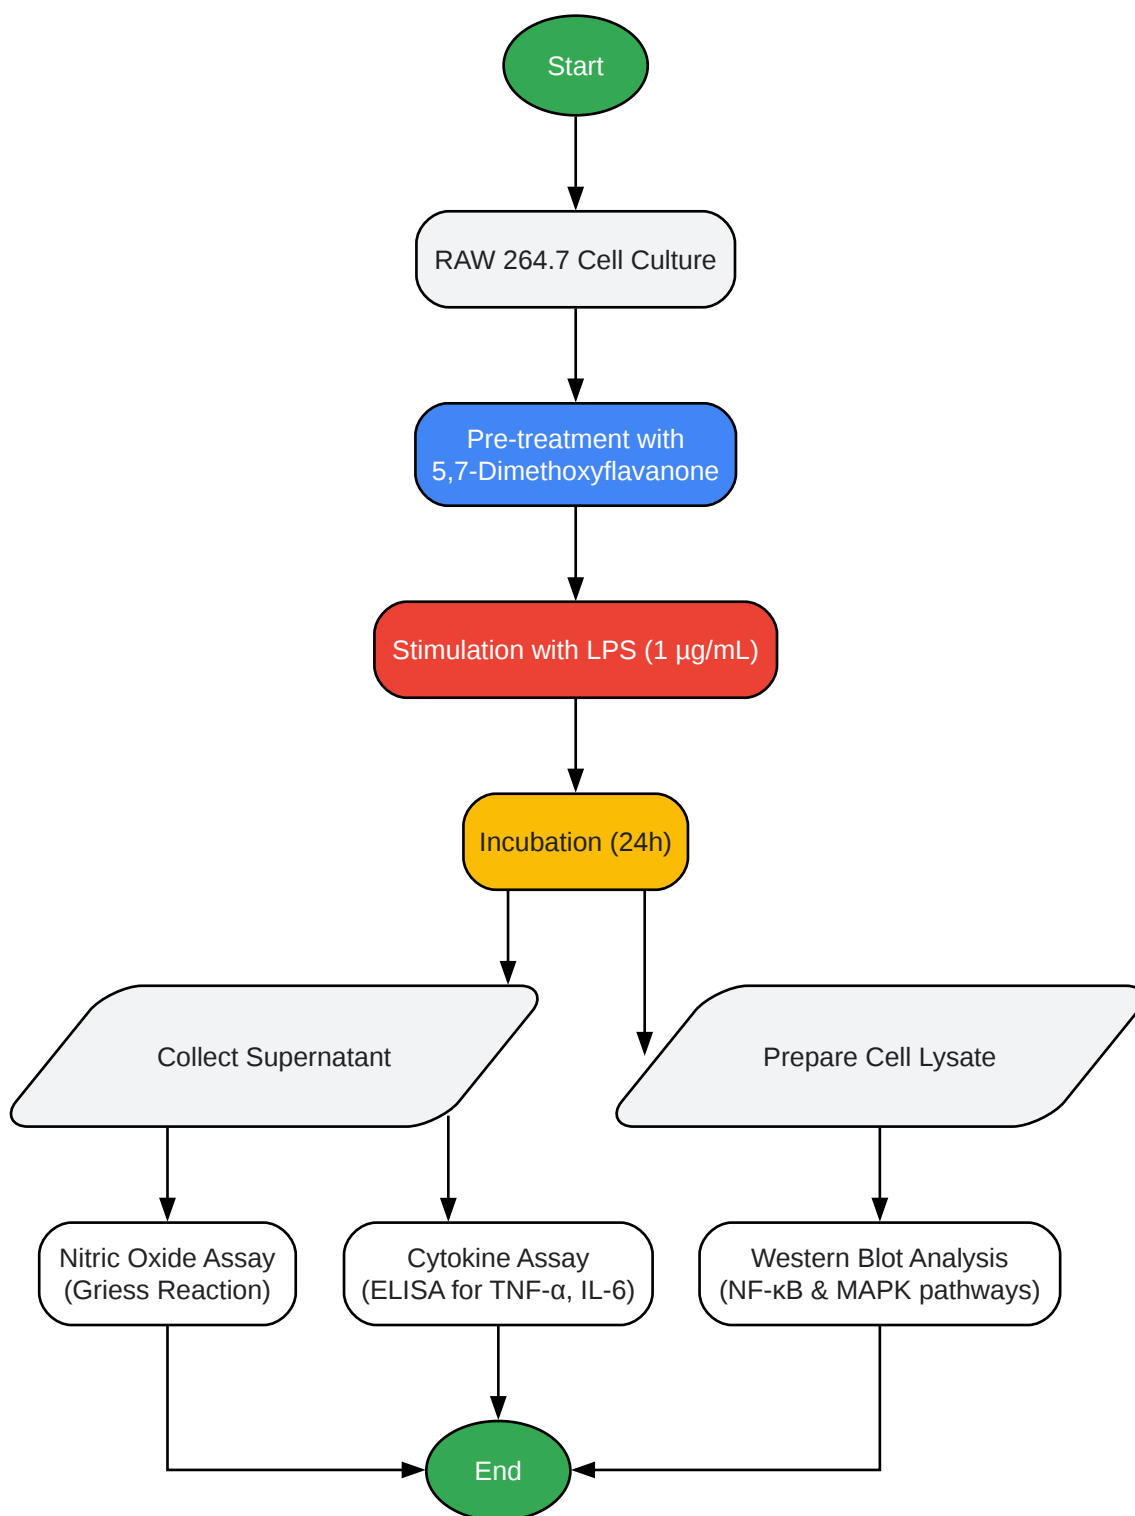 Start
RAW 264.7 Cell Culture
Pre-treatment with
5,7-Dimethoxyflavanone
Stimulation with LPS (1 µg/mL)
Incubation (24h)
Collect Supernatant
Prepare Cell Lysate
Nitric Oxide Assay
(Griess Reaction)
Cytokine Assay
(ELISA for TNF-α, IL-6)
Western Blot Analysis
(NF-κB & MAPK pathways)
End